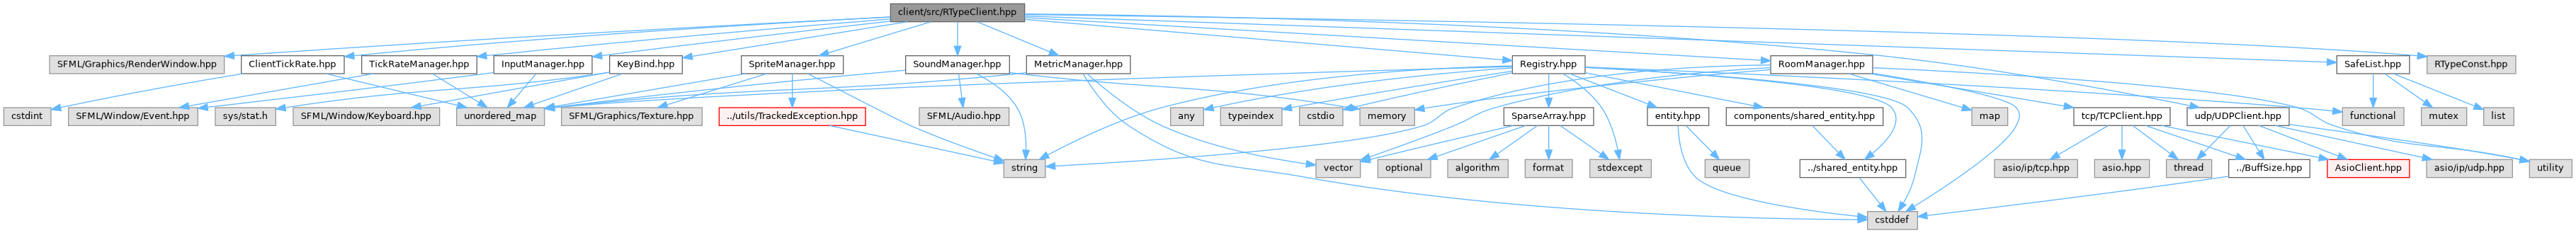 client/src/RTypeClient.hpp
SFML/Graphics/RenderWindow.hpp
ClientTickRate.hpp
TickRateManager.hpp
InputManager.hpp
KeyBind.hpp
SpriteManager.hpp
SoundManager.hpp
MetricManager.hpp
Registry.hpp
RoomManager.hpp
SafeList.hpp
RTypeConst.hpp
cstdint
SFML/Window/Event.hpp
sys/stat.h
SFML/Window/Keyboard.hpp
unordered_map
SFML/Graphics/Texture.hpp
../utils/TrackedException.hpp
SFML/Audio.hpp
any
typeindex
cstdio
memory
SparseArray.hpp
entity.hpp
components/shared_entity.hpp
map
tcp/TCPClient.hpp
udp/UDPClient.hpp
functional
mutex
list
string
vector
optional
algorithm
format
stdexcept
queue
../shared_entity.hpp
asio/ip/tcp.hpp
asio.hpp
thread
../BuffSize.hpp
AsioClient.hpp
asio/ip/udp.hpp
utility
cstddef